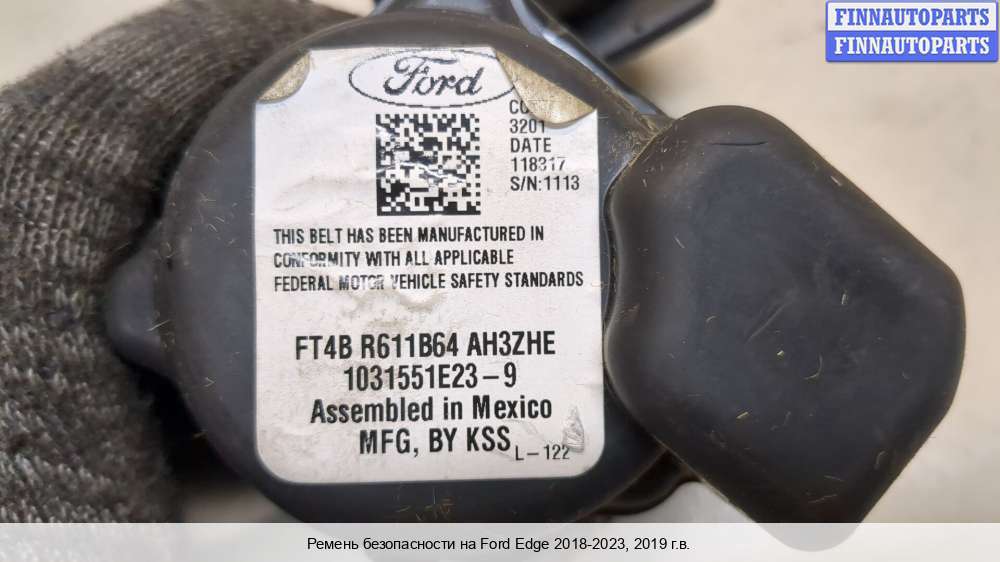 FINNAUTOPARTS
FINNAUTOPARTS
Ford
3201
DATE
118317
S/N:1113
THIS BELT HAS BEEN MANUFACTURED IN
CONFORMITY WITH ALL APPLICABLE
FEDERAL MOTOR VEHICLE SAFETY STANDARDS
FT4B R611B64 AH3ZHE
1031551E23-9
Assembled in Mexico
MFG, BY KSS
L-122
Ремень безопасности на Ford Edge 2018-2023, 2019 г.в.